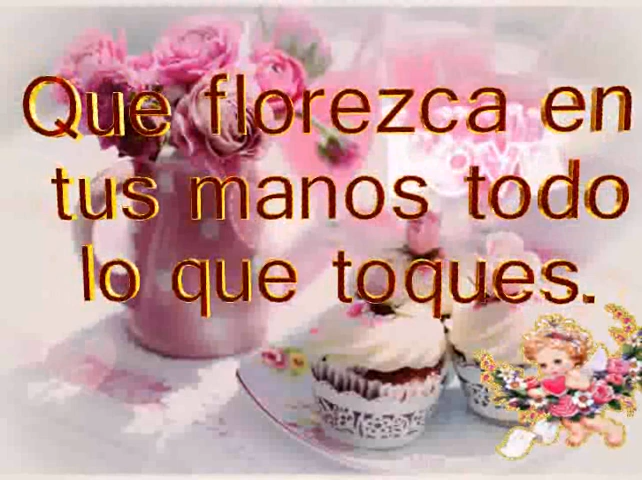 Que florezca en
tus manos todo
lo que toques.